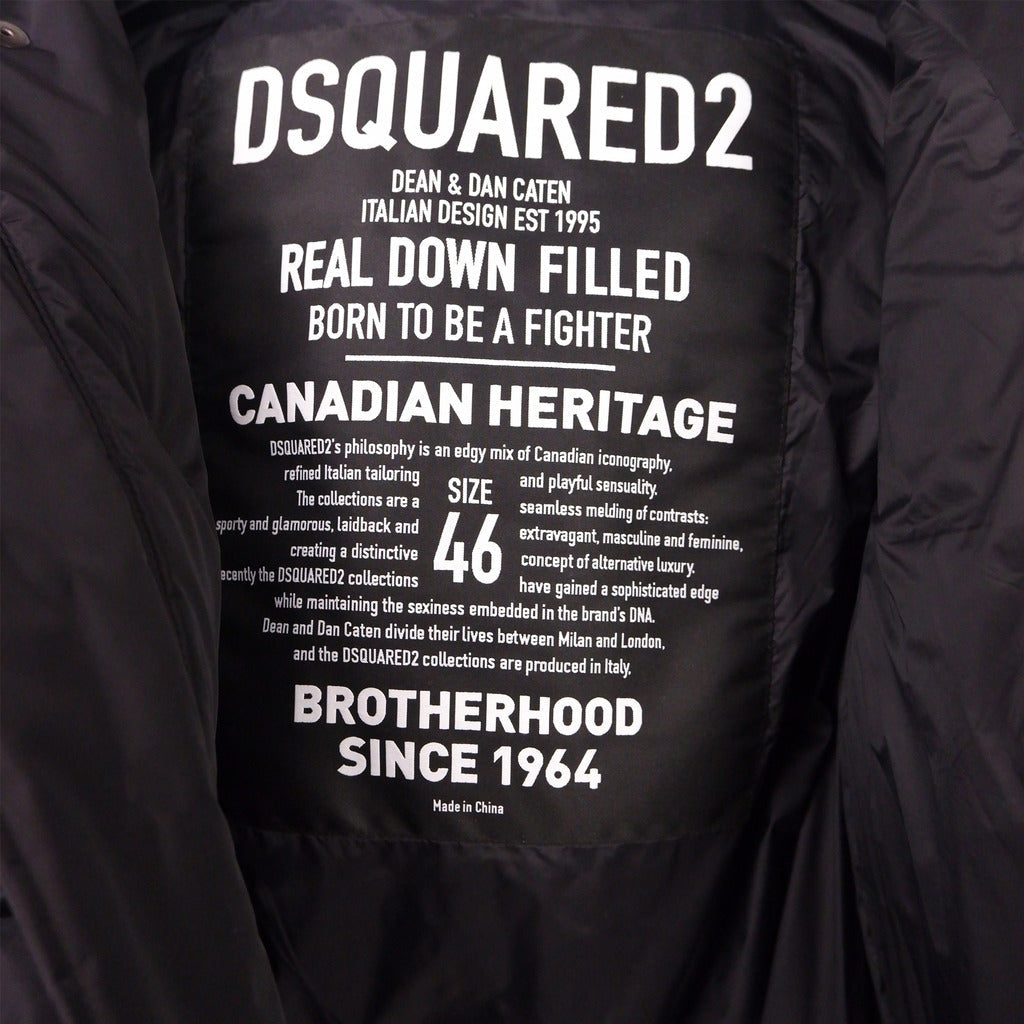 DSQUARED2
DEAN & DAN CATEN
ITALIAN DESIGN EST 1995
REAL DOWN FILLED
BORN TO BE A FIGHTER
CANADIAN HERITAGE
DSQUARED2's philosophy is an edgy mix of Canadian iconography,
refined Italian tailoring and playful sensuality,
The collections are a SIZE seamless melding of contrasts:
sporty and glamorous, laidback and 46 extravagant, masculine and feminine,
creating a distinctive concept of alternative luxury.
ecently the DSQUARED2 collections have gained a sophisticated edge
while maintaining the sexiness embedded in the brand's DNA.
Dean and Dan Caten divide their lives between Milan and London,
and the DSQUARED2 collections are produced in Italy,
BROTHERHOOD
SINCE 1964
Made in China